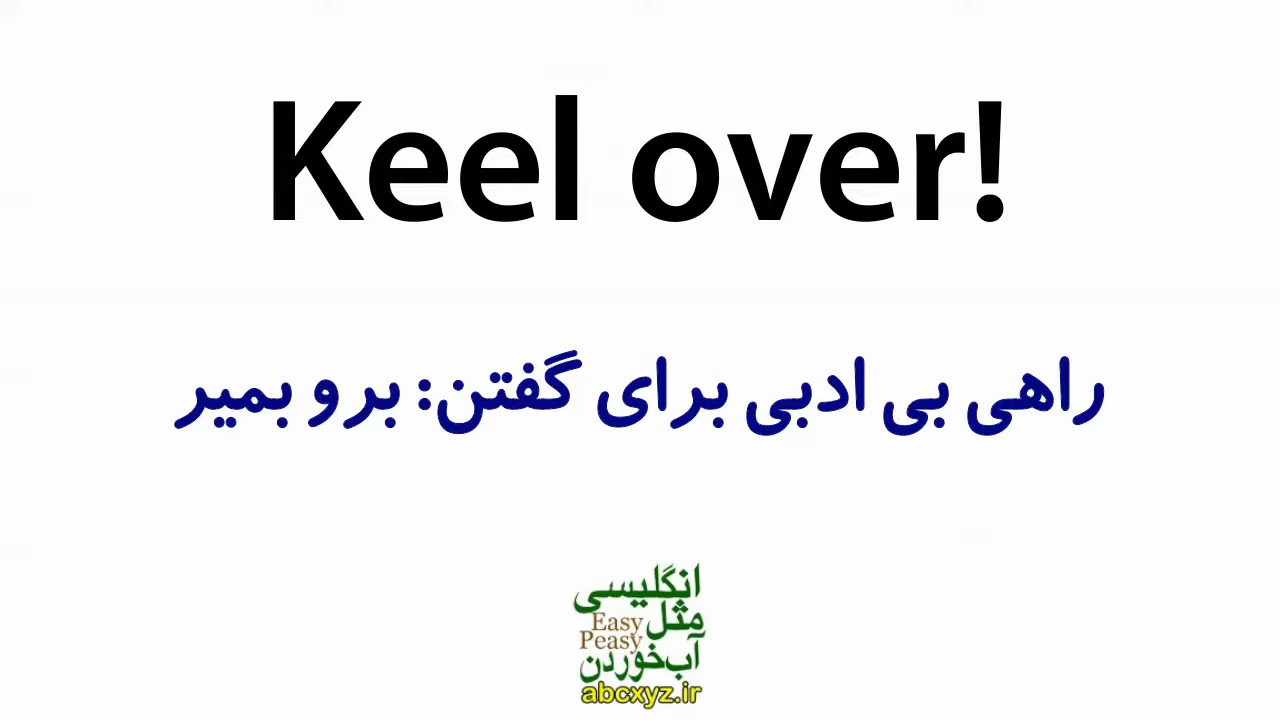 Keel over!
راهی بی ادبی برای گفتن: برو بمیر
انگلیسی
مثل Easy
Peasy
آب‌خوردن
abcxyz.ir